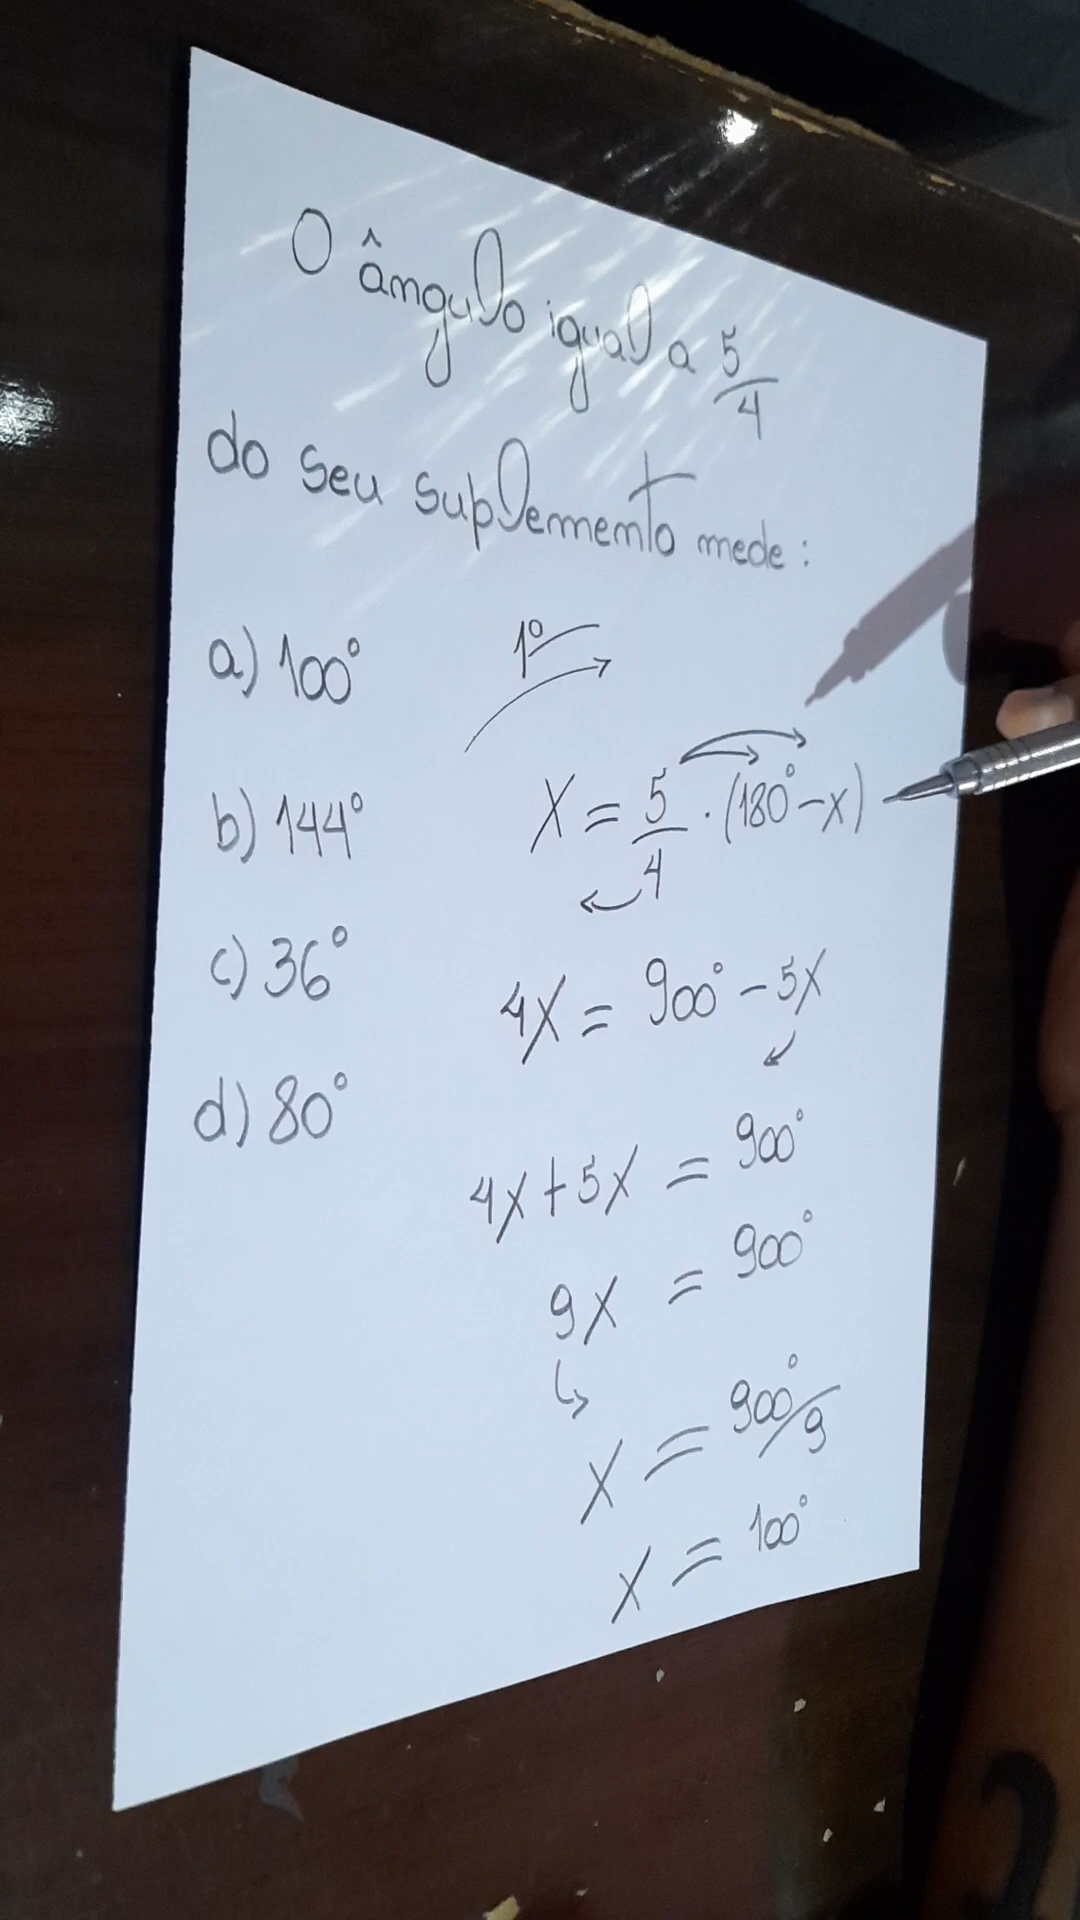 O ângulo igual a 5/4
do seu suplemento mede:
a) 100°
1º
b) 144°
X = 5/4 · (180° - x)
c) 36°
4X = 900° - 5X
d) 80°
4X + 5X = 900°
9X = 900°
X = 900°/9
X = 100°